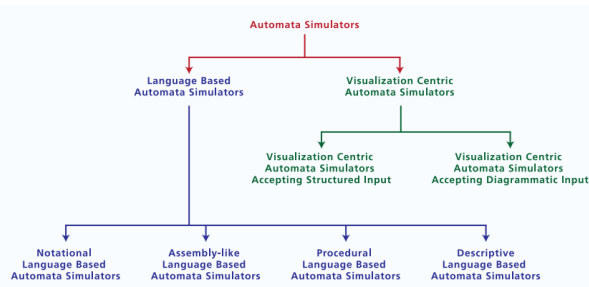 Automata Simulators
Language Based
Automata Simulators
Visualization Centric
Automata Simulators
Visualization Centric
Automata Simulators
Accepting Structured Input
Visualization Centric
Automata Simulators
Accepting Diagrammatic Input
Notational
Language Based
Automata Simulators
Assembly-like
Language Based
Automata Simulators
Procedural
Language Based
Automata Simulators
Descriptive
Language Based
Automata Simulators